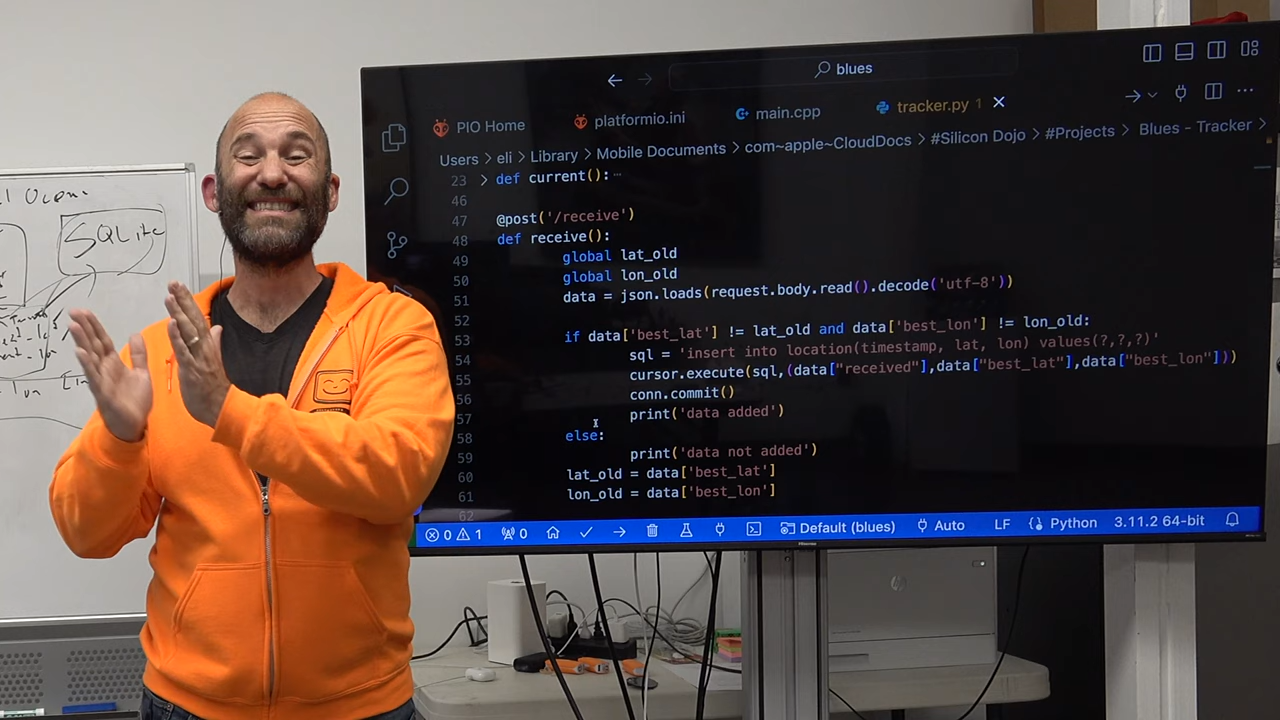 blues
PIO Home
platformio.ini
main.cpp
tracker.py 1
Users > eli > Library > Mobile Documents > com~apple~CloudDocs > #Silicon Dojo > #Projects > Blues - Tracker >
23 > def current(): ⋯
46
47 @post('/receive')
48 def receive():
49 global lat_old
50 global lon_old
51 data = json.loads(request.body.read().decode('utf-8'))
52
53 if data['best_lat'] != lat_old and data['best_lon'] != lon_old:
54 sql = 'insert into location(timestamp, lat, lon) values(?,?,?)'
55 cursor.execute(sql,(data["received"],data["best_lat"],data["best_lon"]))
56 conn.commit()
57 print('data added')
58 else:
59 print('data not added')
60 lat_old = data['best_lat']
61 lon_old = data['best_lon']
62
0 1 0 Default (blues) Auto LF Python 3.11.2 64-bit
SQLite
hp
Hisense